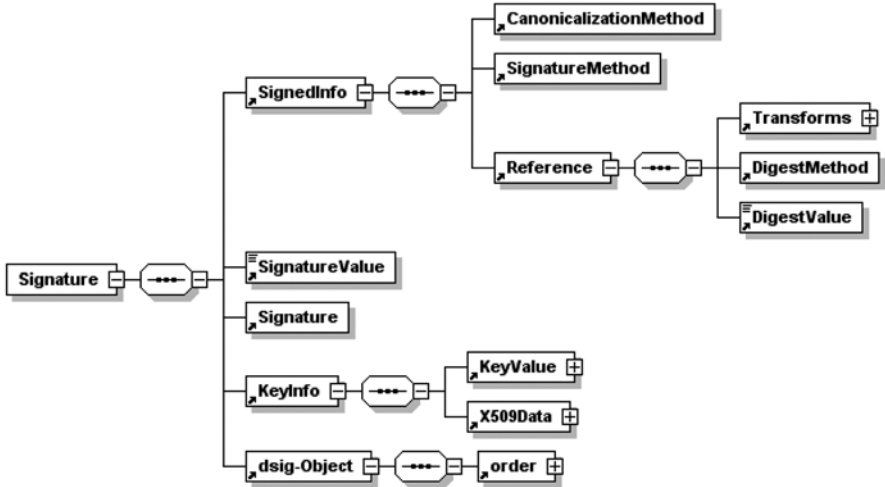 CanonicalizationMethod
SignatureMethod
SignedInfo
Transforms
Reference
DigestMethod
DigestValue
SignatureValue
Signature
Signature
KeyValue
KeyInfo
X509Data
dsig-Object
order